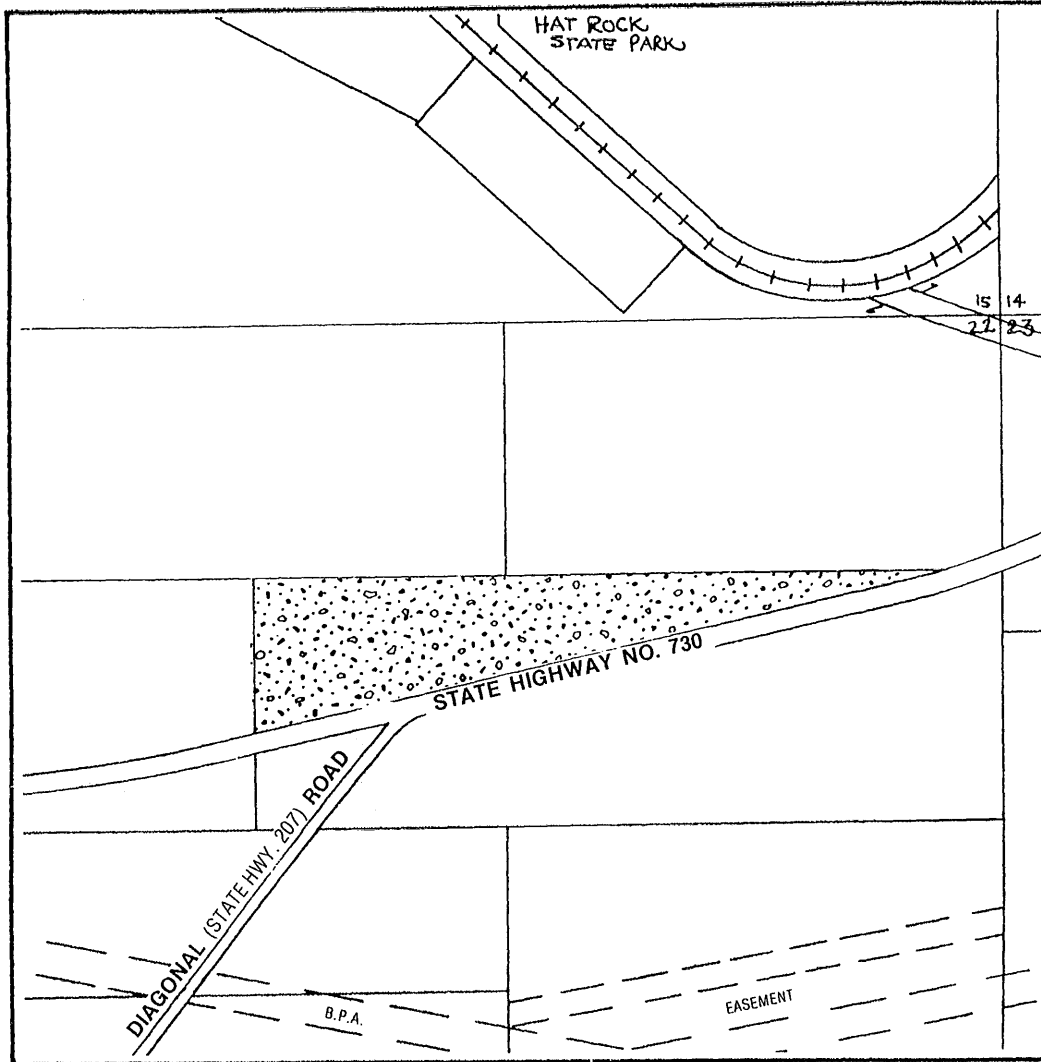 HAT ROCK
STATE PARK
15 14
22 23
STATE HIGHWAY NO. 730
DIAGONAL (STATE HWY. 207) ROAD
B.P.A.
EASEMENT